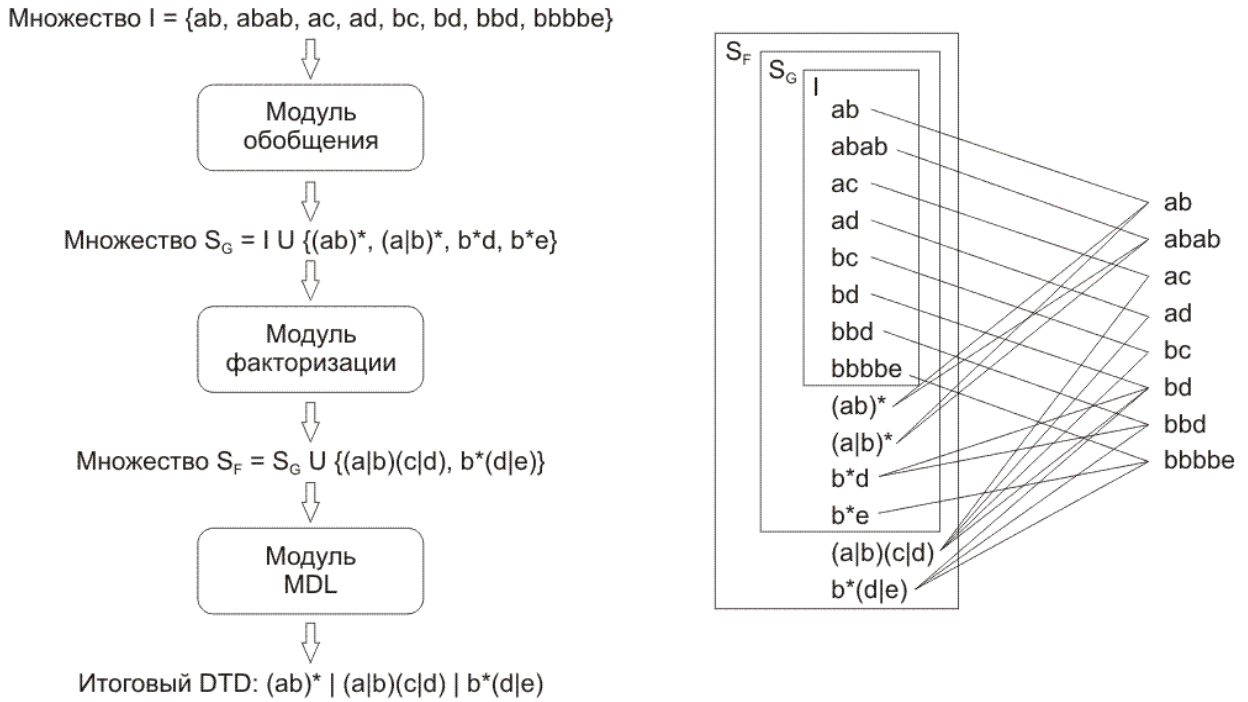 Множество I = {ab, abab, ac, ad, bc, bd, bbd, bbbbe}
Модуль
обобщения
Множество S_G = I U {(ab)*, (a|b)*, b*d, b*e}
Модуль
факторизации
Множество S_F = S_G U {(a|b)(c|d), b*(d|e)}
Модуль
MDL
Итоговый DTD: (ab)* | (a|b)(c|d) | b*(d|e)
S_F
S_G
I
ab
abab
ac
ad
bc
bd
bbd
bbbbe
(ab)*
(a|b)*
b*d
b*e
(a|b)(c|d)
b*(d|e)
ab
abab
ac
ad
bc
bd
bbd
bbbbe